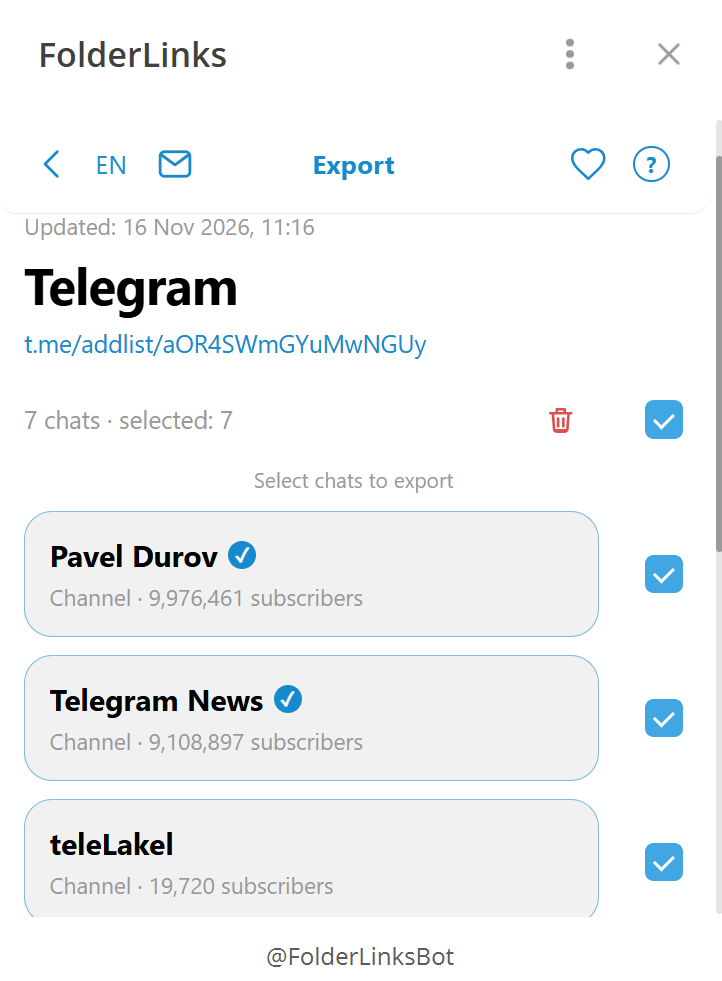 FolderLinks
EN
Export
?
Updated: 16 Nov 2026, 11:16
Telegram
t.me/addlist/aOR4SWmGYuMwNGUy
7 chats · selected: 7
Select chats to export
Pavel Durov
Channel · 9,976,461 subscribers
Telegram News
Channel · 9,108,897 subscribers
teleLakel
Channel · 19,720 subscribers
@FolderLinksBot